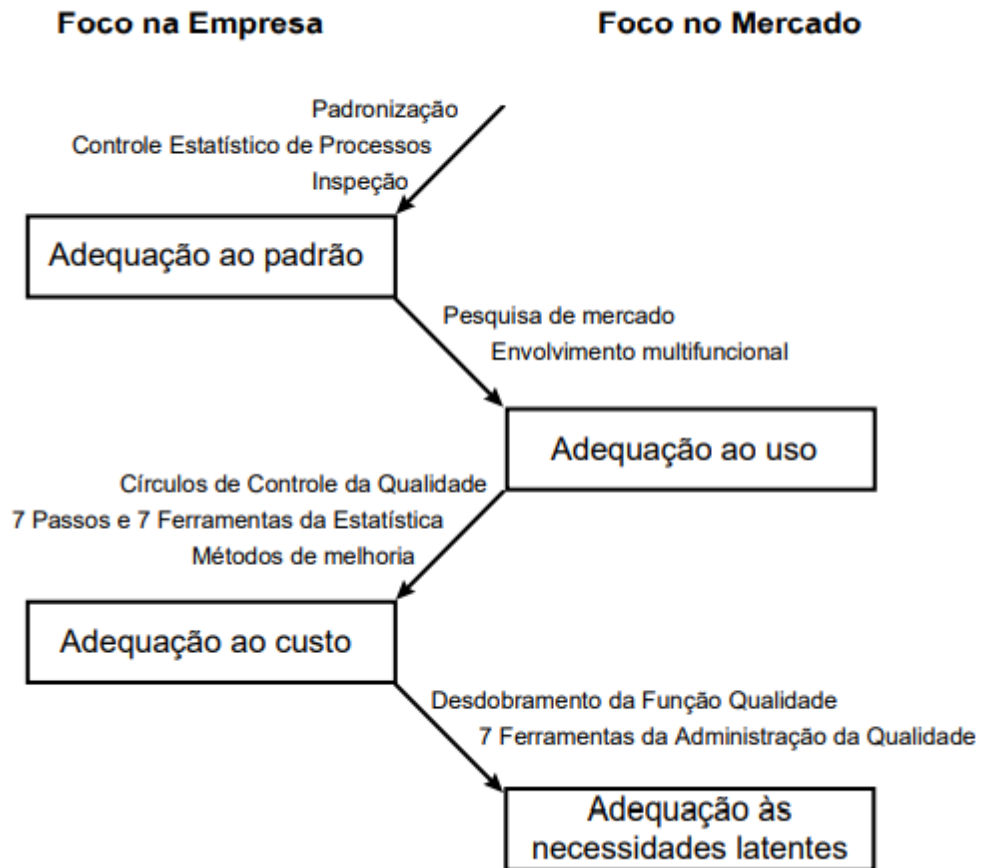 Foco na Empresa
Foco no Mercado
Padronização
Controle Estatístico de Processos
Inspeção
Adequação ao padrão
Pesquisa de mercado
Envolvimento multifuncional
Adequação ao uso
Círculos de Controle da Qualidade
7 Passos e 7 Ferramentas da Estatística
Métodos de melhoria
Adequação ao custo
Desdobramento da Função Qualidade
7 Ferramentas da Administração da Qualidade
Adequação às
necessidades latentes